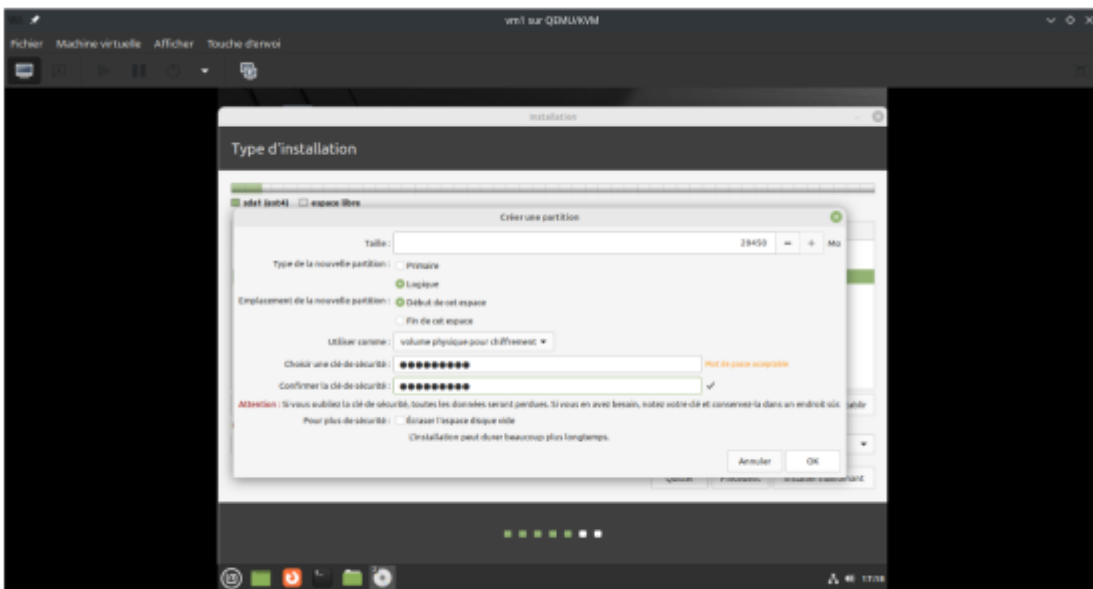 vm1 sur QEMU/KVM
Fichier Machine virtuelle Afficher Touche d'envoi
Installation
Type d'installation
sda1 (ext4) espace libre
Créer une partition
Taille : 28450 Mo
Type de la nouvelle partition : Primaire
Logique
Emplacement de la nouvelle partition : Début de cet espace
Fin de cet espace
Utiliser comme : volume physique pour chiffrement
Choisir une clé de sécurité : Mot de passe acceptable
Confirmer la clé de sécurité :
Attention : Si vous oubliez la clé de sécurité, toutes les données seront perdues. Si vous en avez besoin, notez votre clé et conservez-la dans un endroit sûr.
Pour plus de sécurité : Écraser l'espace disque vide
L'installation peut durer beaucoup plus longtemps.
Annuler OK
Quitter Précédent Installer maintenant
17:18